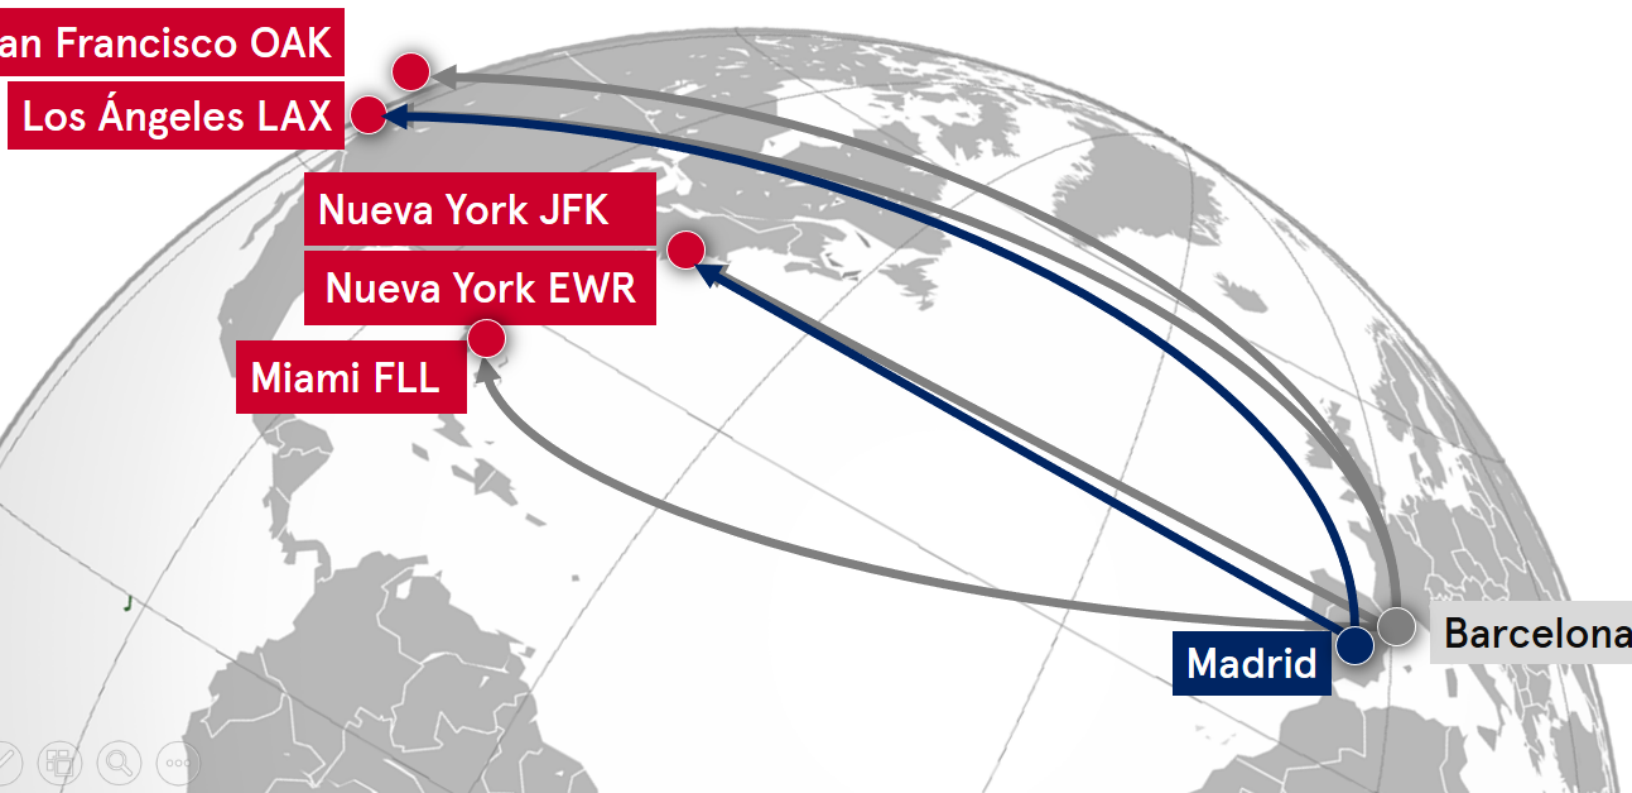 an Francisco OAK
Los Ángeles LAX
Nueva York JFK
Nueva York EWR
Miami FLL
Madrid
Barcelona